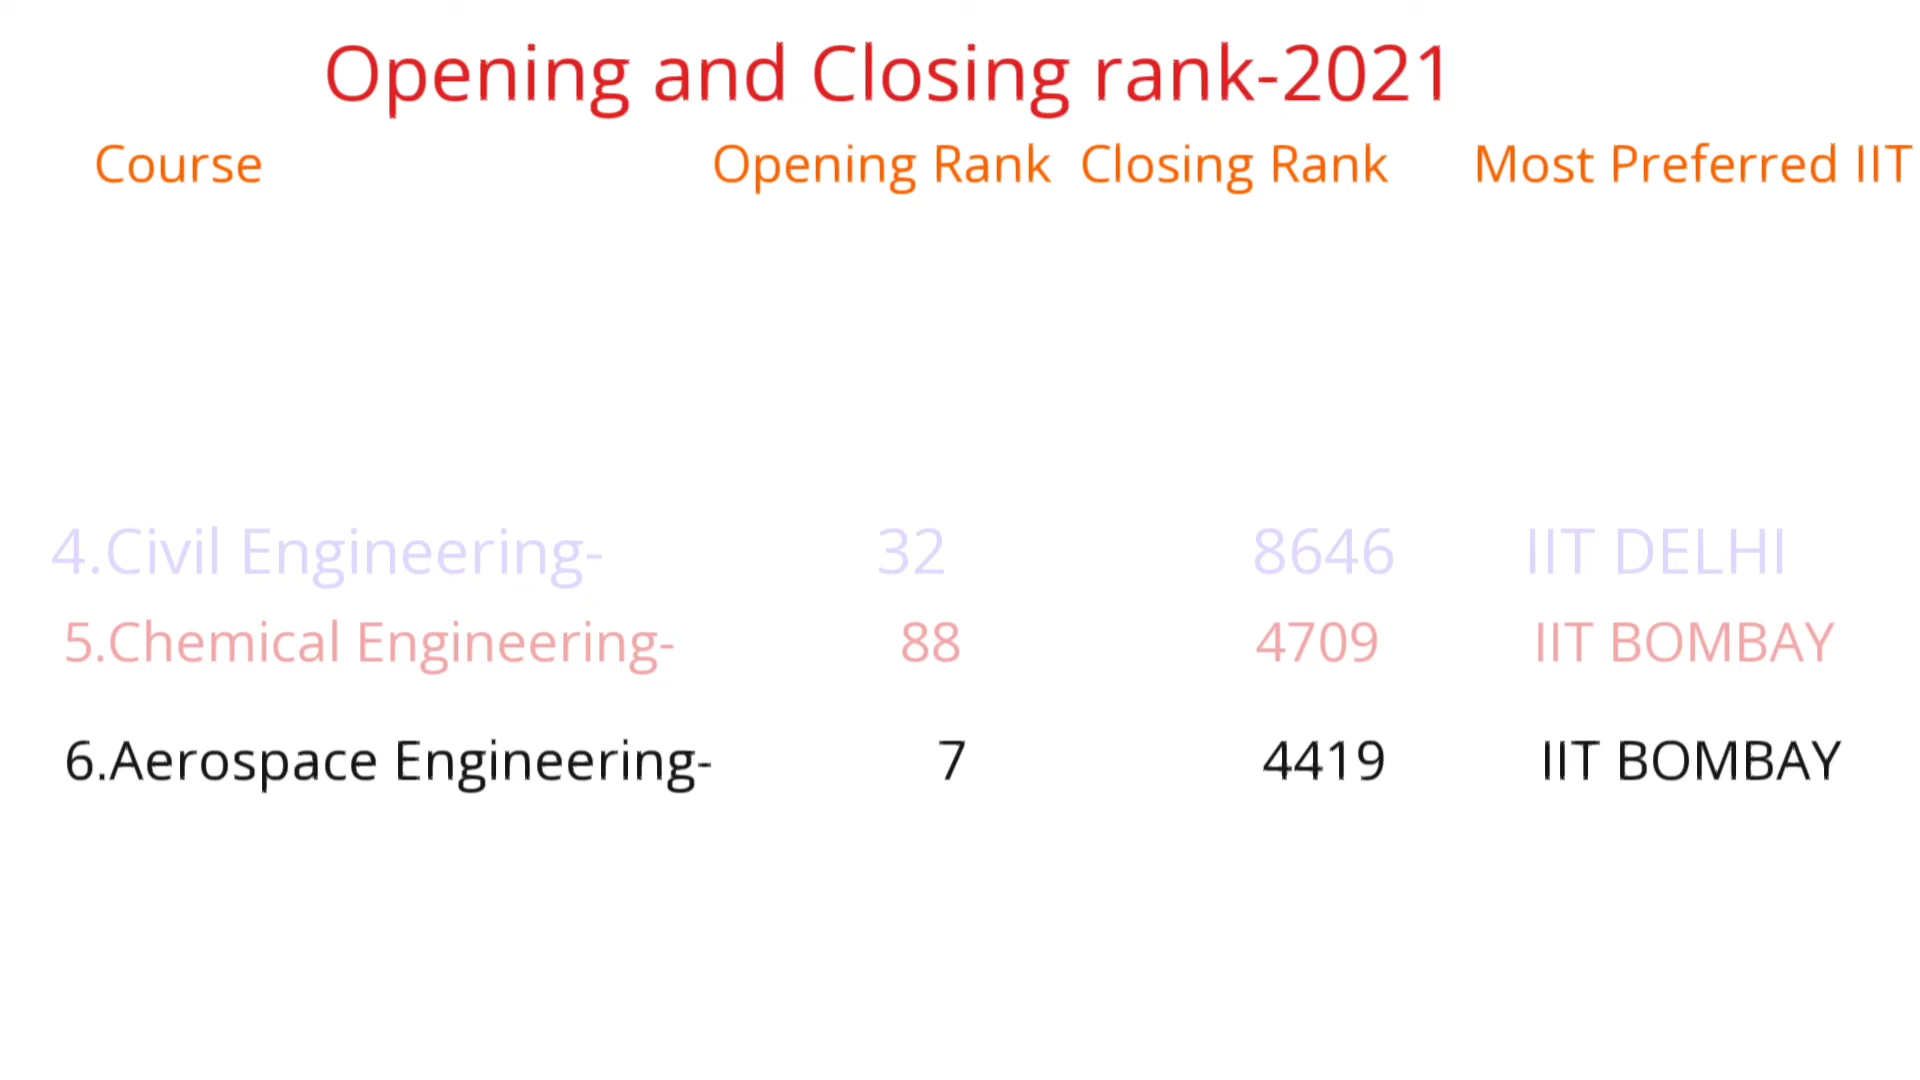 Opening and Closing rank-2021
Course Opening Rank Closing Rank Most Preferred IIT
4.Civil Engineering- 32 8646 IIT DELHI
5.Chemical Engineering- 88 4709 IIT BOMBAY
6.Aerospace Engineering- 7 4419 IIT BOMBAY